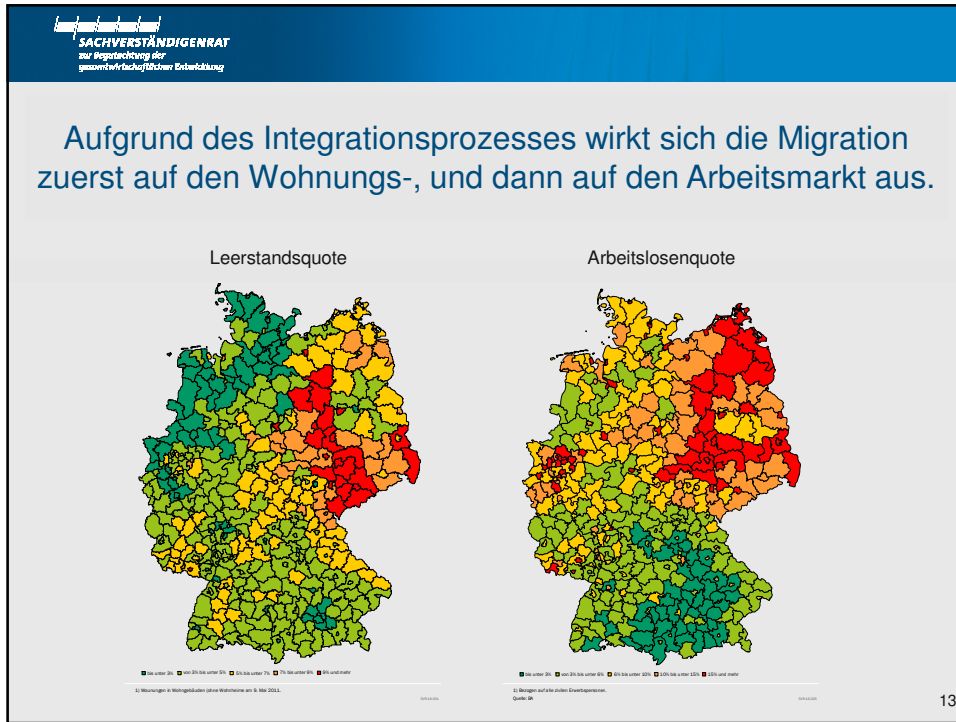 SACHVERSTÄNDIGENRAT
zur Begutachtung der
gesamtwirtschaftlichen Entwicklung
Aufgrund des Integrationsprozesses wirkt sich die Migration
zuerst auf den Wohnungs-, und dann auf den Arbeitsmarkt aus.
Leerstandsquote
Arbeitslosenquote
bis unter 3% von 3% bis unter 5% 5% bis unter 7% 7% bis unter 9% 9% und mehr
1) Wounungen in Wohngebäuden (ohne Wohnheime am 9. Mai 2011.
bis unter 3% von 3% bis unter 6% 6% bis unter 10% 10% bis unter 15% 15% und mehr
1) Bezogen auf alle zivilen Erwerbspersonen.
Quelle: BA
13